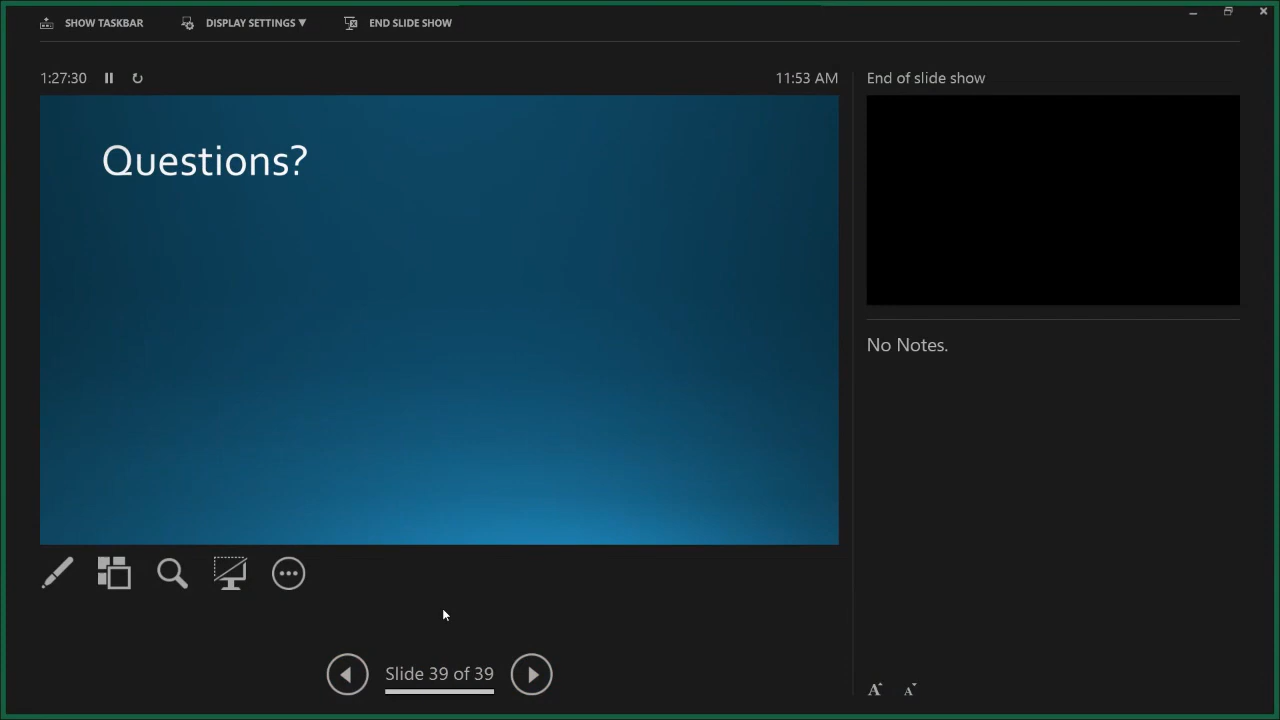 SHOW TASKBAR
DISPLAY SETTINGS ▼
END SLIDE SHOW
1:27:30
11:53 AM
End of slide show
Questions?
No Notes.
Slide 39 of 39
A A